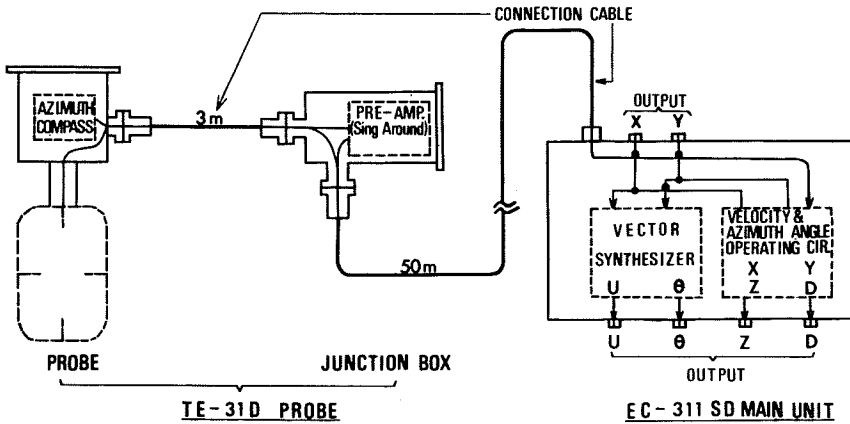 CONNECTION CABLE
AZIMUTH
COMPASS
3m
PRE-AMP.
(Sing Around)
50m
OUTPUT
X Y
VECTOR
SYNTHESIZER
U θ
VELOCITY &
AZIMUTH ANGLE
OPERATING CIR.
X Y
Z D
U θ Z D
OUTPUT
PROBE
JUNCTION BOX
TE-31D PROBE
EC-311 SD MAIN UNIT